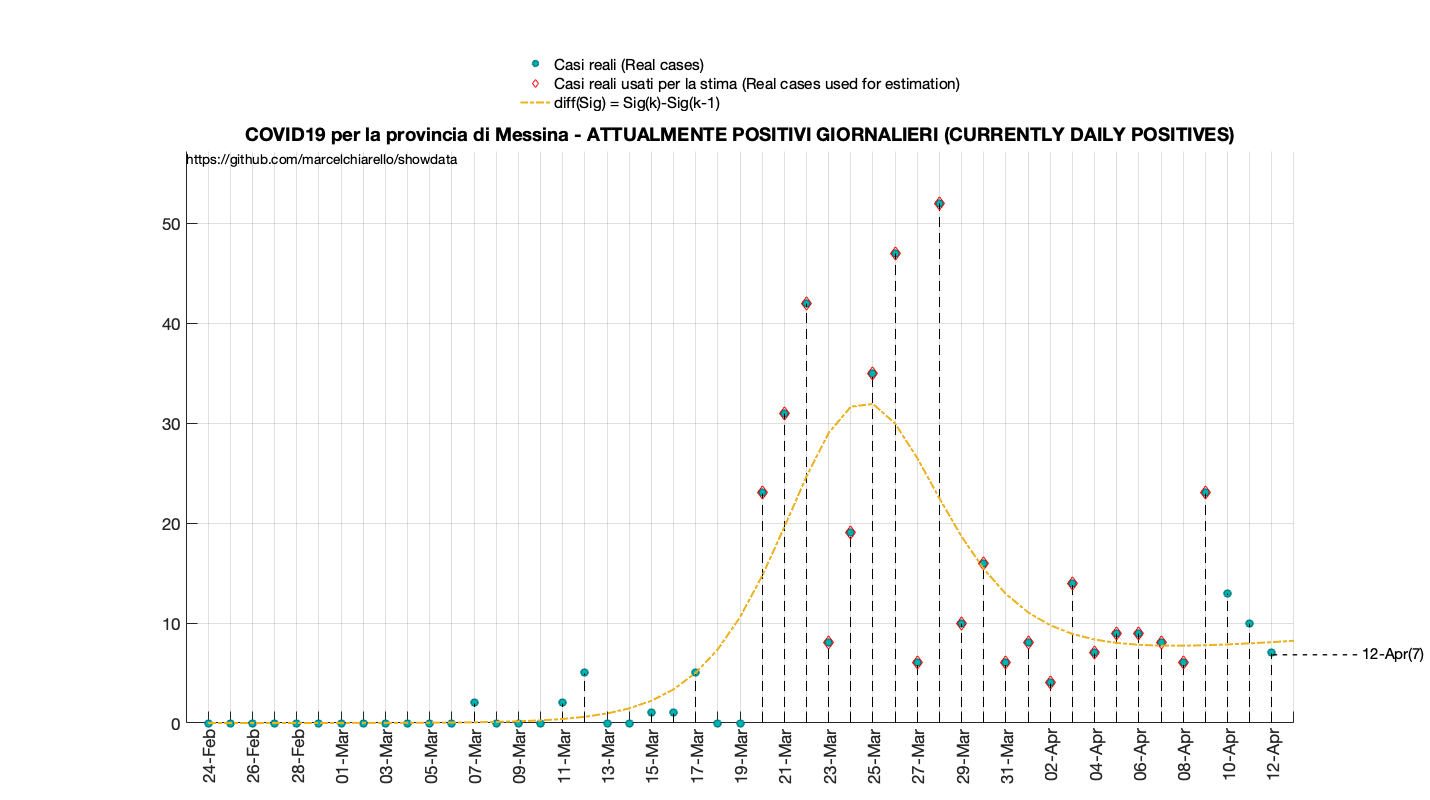 Casi reali (Real cases)
Casi reali usati per la stima (Real cases used for estimation)
diff(Sig) = Sig(k)-Sig(k-1)
COVID19 per la provincia di Messina - ATTUALMENTE POSITIVI GIORNALIERI (CURRENTLY DAILY POSITIVES)
https://github.com/marcelchiarello/showdata
50
40
30
20
10
0
12-Apr(7)
24-Feb
26-Feb
28-Feb
01-Mar
03-Mar
05-Mar
07-Mar
09-Mar
11-Mar
13-Mar
15-Mar
17-Mar
19-Mar
21-Mar
23-Mar
25-Mar
27-Mar
29-Mar
31-Mar
02-Apr
04-Apr
06-Apr
08-Apr
10-Apr
12-Apr